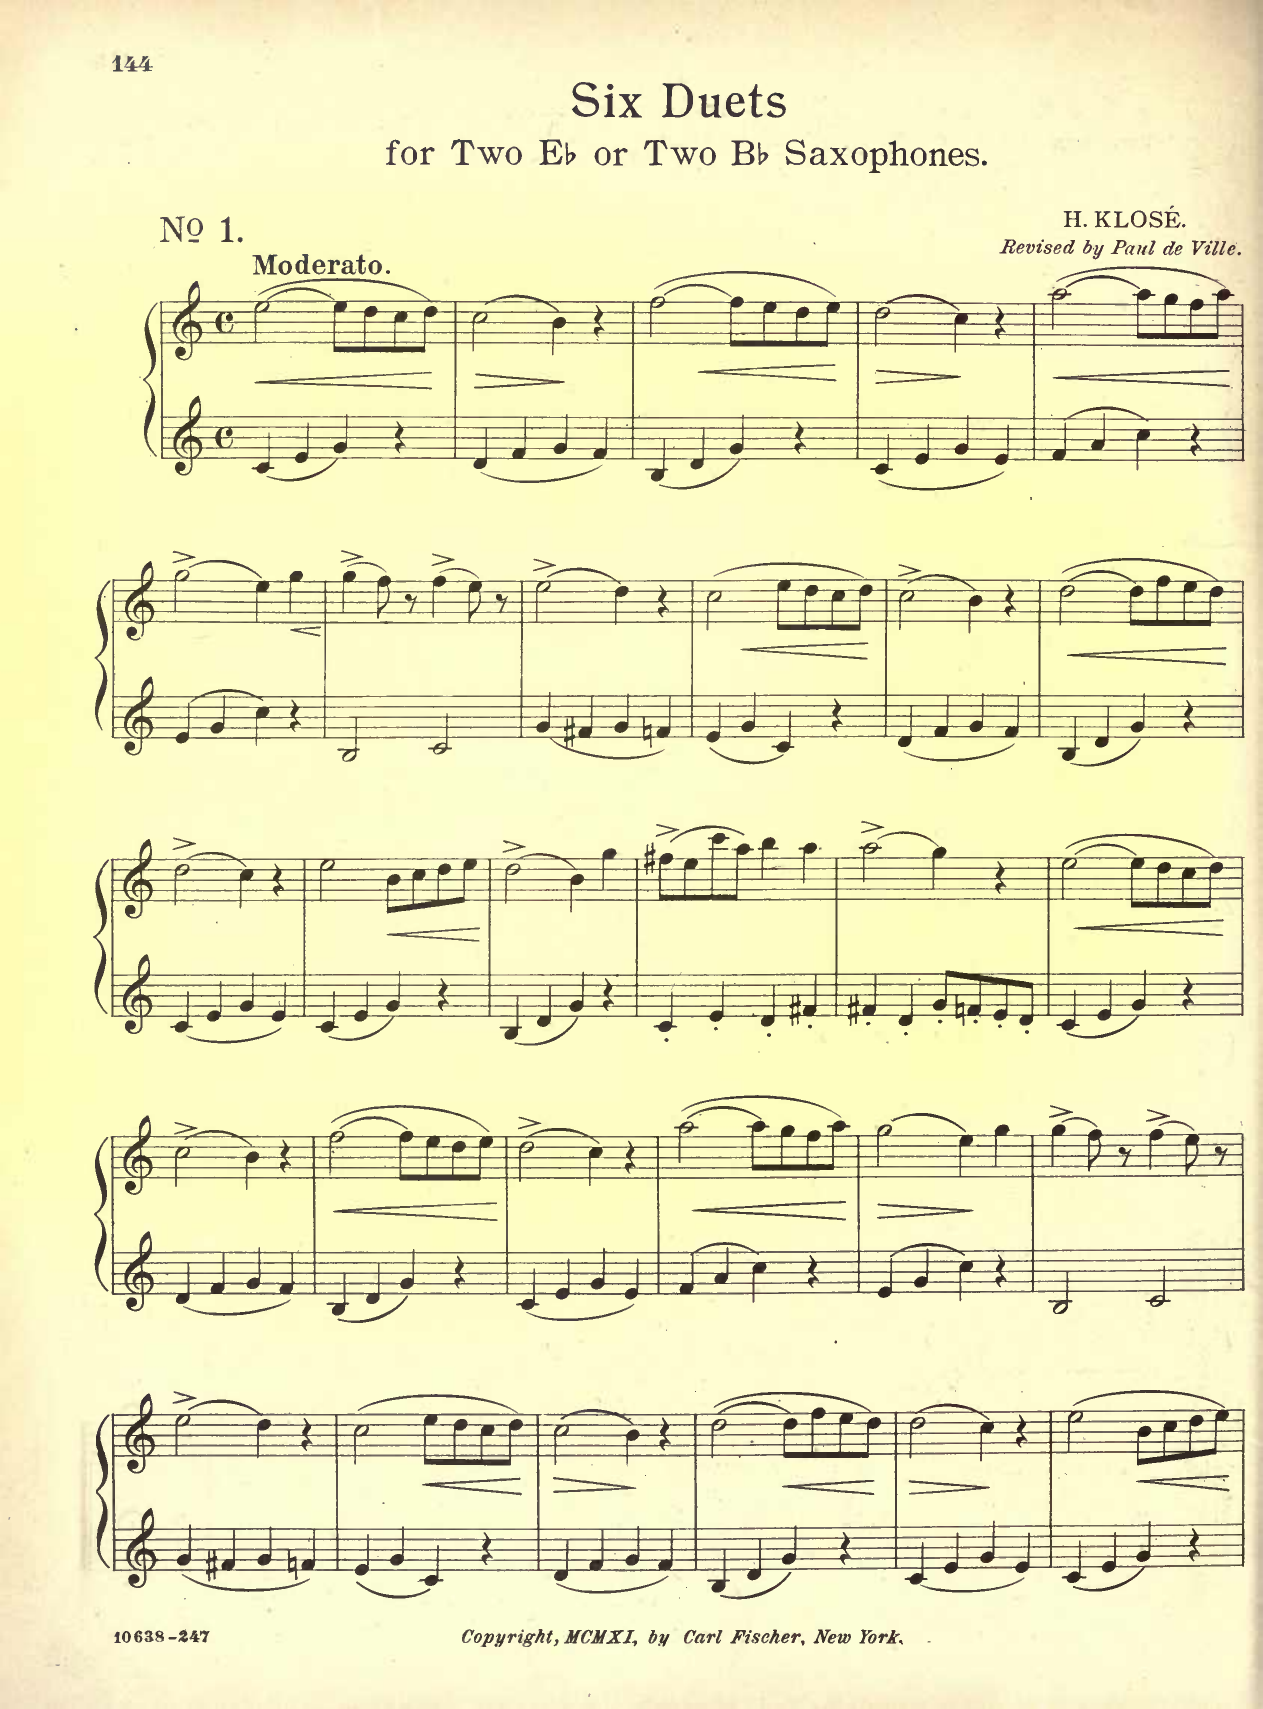 144
Six Duets
for Two E♭ or Two B♭ Saxophones.
Nº 1.
H. KLOSÉ.
Revised by Paul de Ville.
Moderato.
10638-247
Copyright, MCMXI, by Carl Fischer, New York.